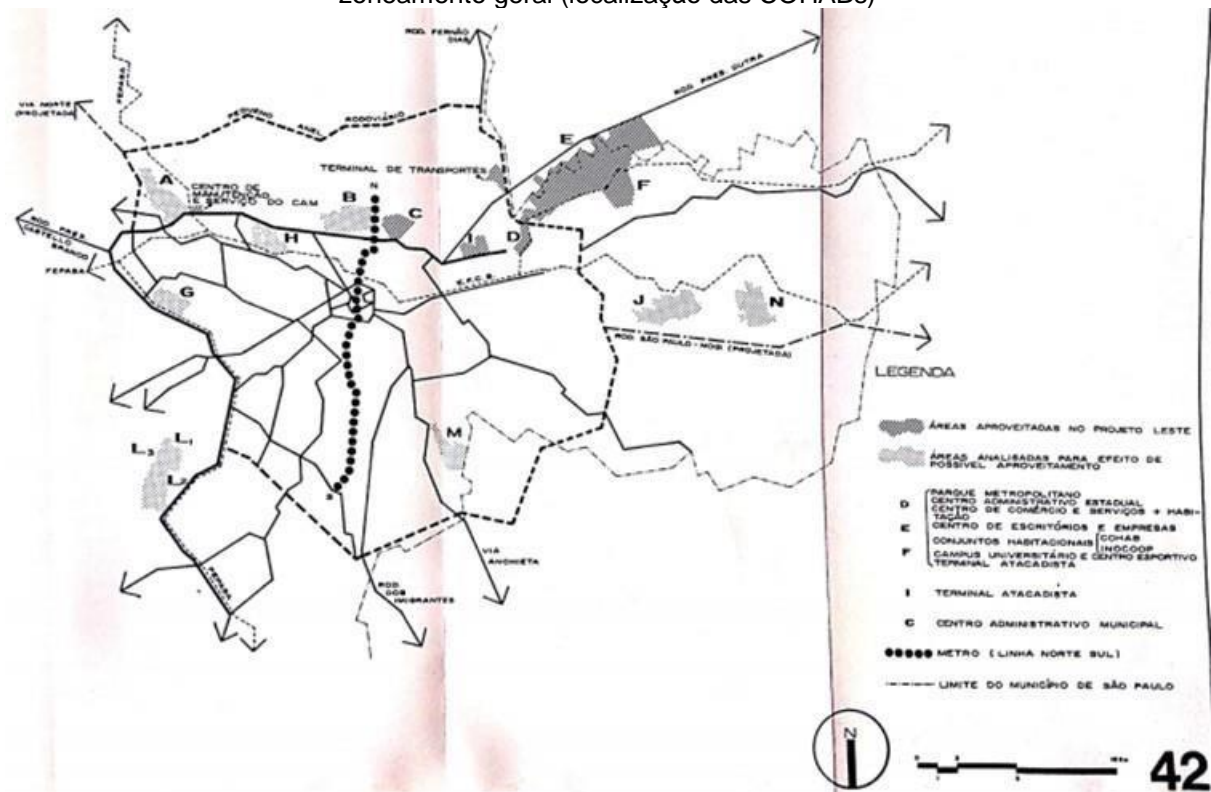 zoneamento geral (localização das COHABs)
ROD. FERNÃO
DIAS
ROD. PRES. DUTRA
FEPASA
VIA NORTE
(PROJETADA)
PEQUENO ANEL RODOVIÁRIO
E
TERMINAL DE TRANSPORTES
A
CENTRO DE
MANUTENÇÃO
E SERVIÇO DO CAM
N
B
C
F
ROD. PRES.
CASTELLO
BRANCO
H
I
D
FEPASA
E.F.C.B.
G
J
N
ROD. SÃO PAULO - MOGI (PROJETADA)
L1
L3
L2
M
S
VIA
ANCHIETA
FEPASA
ROD.
DOS
IMIGRANTES
LEGENDA
ÁREAS APROVEITADAS NO PROJETO LESTE
ÁREAS ANALISADAS PARA EFEITO DE
POSSÍVEL APROVEITAMENTO
PARQUE METROPOLITANO
D CENTRO ADMINISTRATIVO ESTADUAL
CENTRO DE COMÉRCIO E SERVIÇOS + HABI-
TAÇÃO
E CENTRO DE ESCRITÓRIOS E EMPRESAS
CONJUNTOS HABITACIONAIS COHAB
INOCOOP
F CAMPUS UNIVERSITÁRIO E CENTRO ESPORTIVO
TERMINAL ATACADISTA
I TERMINAL ATACADISTA
C CENTRO ADMINISTRATIVO MUNICIPAL
METRO (LINHA NORTE SUL)
LIMITE DO MUNICÍPIO DE SÃO PAULO
N
42